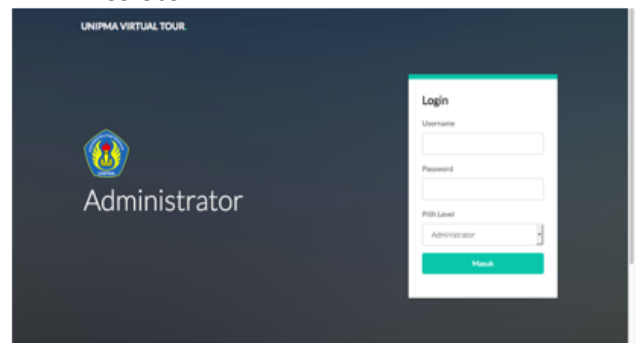 UNIPMA VIRTUAL TOUR.
Administrator
Login
Username
Password
Pilih Level
Administrator
Masuk